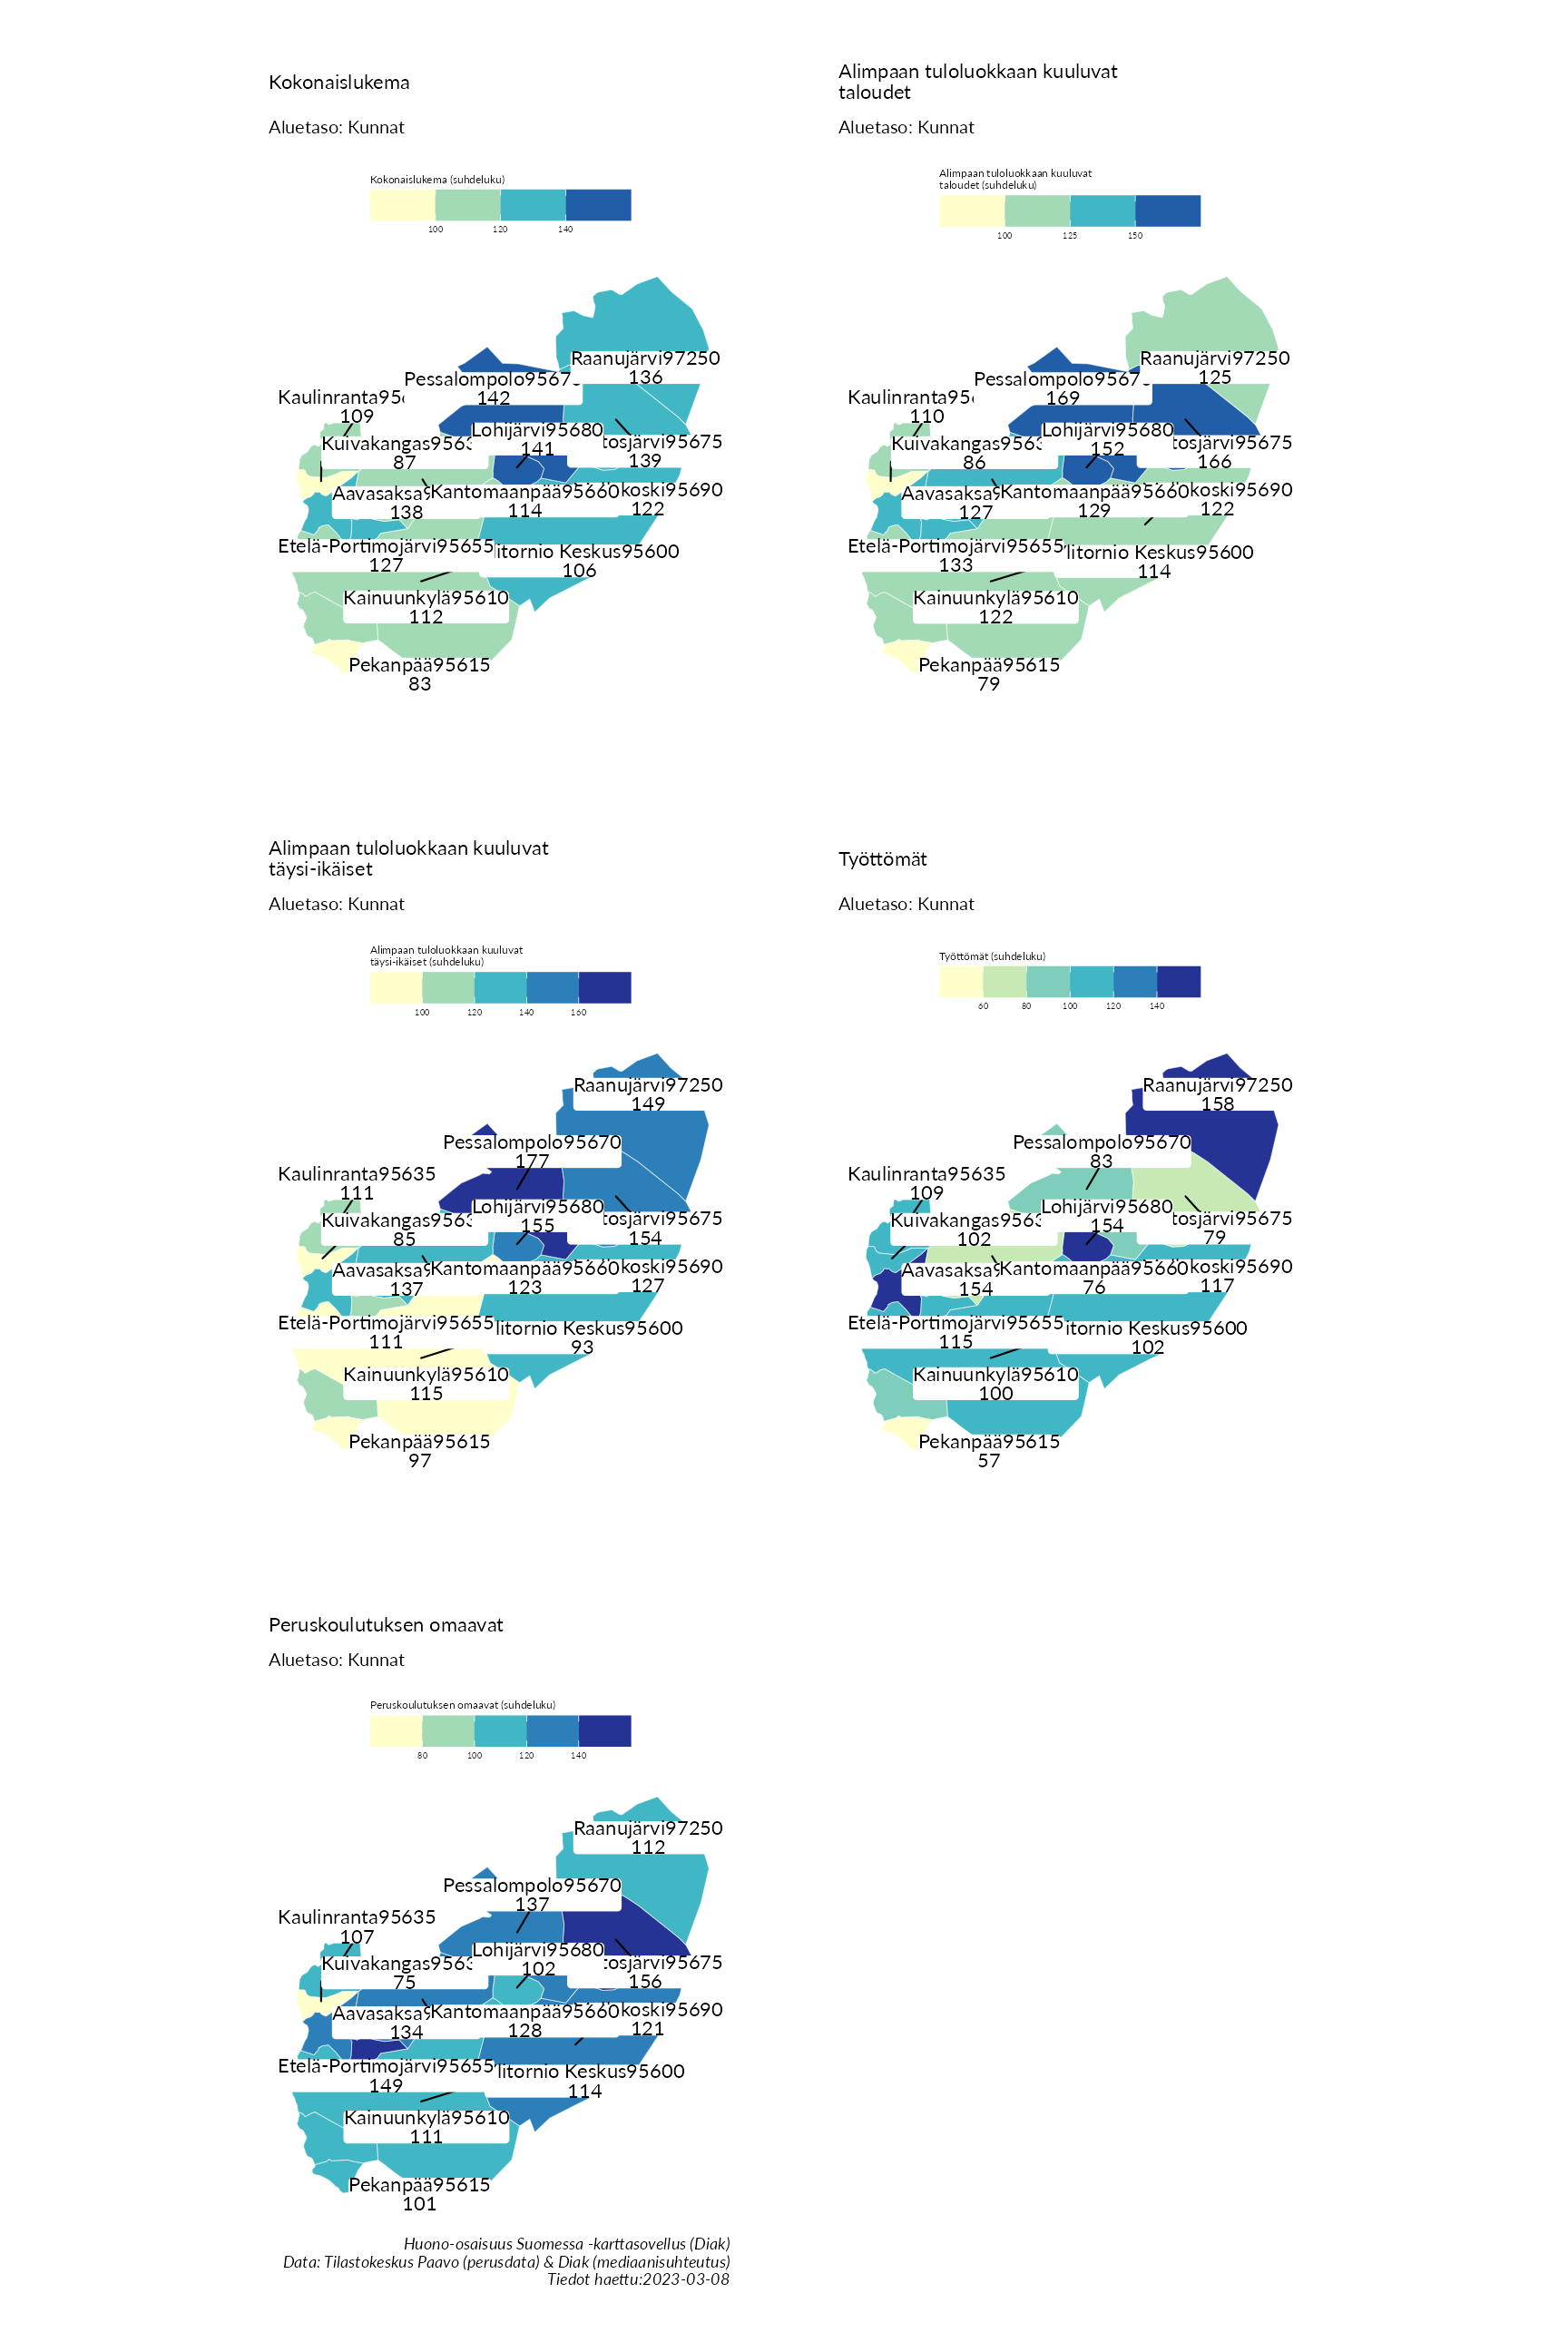 Kokonaislukema
Aluetaso: Kunnat
Kokonaislukema (suhdeluku)
100 120 140
Raanujärvi97250
136
Pessalompolo9567
142
Kaulinranta95
109
Lohijärvi95680
141
Kuivakangas956
87
tosjärvi95675
139
Aavasaksa
138
Kantomaanpää95660
114
koski95690
122
Etelä-Portimojärvi95655
127
litornio Keskus95600
106
Kainuunkylä95610
112
Pekanpää95615
83
Alimpaan tuloluokkaan kuuluvat
taloudet
Aluetaso: Kunnat
Alimpaan tuloluokkaan kuuluvat
taloudet (suhdeluku)
100 125 150
Raanujärvi97250
125
Pessalompolo9567
169
Kaulinranta95
110
Lohijärvi95680
152
Kuivakangas956
86
tosjärvi95675
166
Aavasaksa
127
Kantomaanpää95660
129
koski95690
122
Etelä-Portimojärvi95655
133
litornio Keskus95600
114
Kainuunkylä95610
122
Pekanpää95615
79
Alimpaan tuloluokkaan kuuluvat
täysi-ikäiset
Aluetaso: Kunnat
Alimpaan tuloluokkaan kuuluvat
täysi-ikäiset (suhdeluku)
100 120 140 160
Raanujärvi97250
149
Pessalompolo95670
177
Kaulinranta95635
111
Lohijärvi95680
155
Kuivakangas956
85
tosjärvi95675
154
Aavasaksa
137
Kantomaanpää95660
123
koski95690
127
Etelä-Portimojärvi95655
111
litornio Keskus95600
93
Kainuunkylä95610
115
Pekanpää95615
97
Työttömät
Aluetaso: Kunnat
Työttömät (suhdeluku)
60 80 100 120 140
Raanujärvi97250
158
Pessalompolo95670
83
Kaulinranta95635
109
Lohijärvi95680
154
Kuivakangas956
102
tosjärvi95675
79
Aavasaksa
154
Kantomaanpää95660
76
koski95690
117
Etelä-Portimojärvi95655
115
itornio Keskus95600
102
Kainuunkylä95610
100
Pekanpää95615
57
Peruskoulutuksen omaavat
Aluetaso: Kunnat
Peruskoulutuksen omaavat (suhdeluku)
80 100 120 140
Raanujärvi97250
112
Pessalompolo95670
137
Kaulinranta95635
107
Lohijärvi95680
102
Kuivakangas956
75
tosjärvi95675
156
Aavasaksa
134
Kantomaanpää95660
128
koski95690
121
Etelä-Portimojärvi95655
149
litornio Keskus95600
114
Kainuunkylä95610
111
Pekanpää95615
101
Huono-osaisuus Suomessa -karttasovellus (Diak)
Data: Tilastokeskus Paavo (perusdata) & Diak (mediaanisuhteutus)
Tiedot haettu:2023-03-08